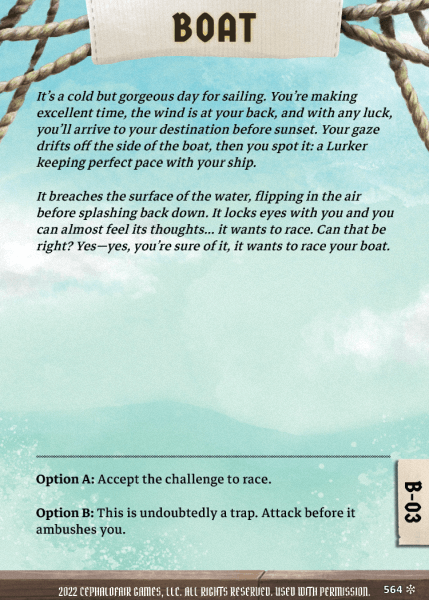 BOAT
It's a cold but gorgeous day for sailing. You're making
excellent time, the wind is at your back, and with any luck,
you'll arrive to your destination before sunset. Your gaze
drifts off the side of the boat, then you spot it: a Lurker
keeping perfect pace with your ship.
It breaches the surface of the water, flipping in the air
before splashing back down. It locks eyes with you and you
can almost feel its thoughts... it wants to race. Can that be
right? Yes—yes, you're sure of it, it wants to race your boat.
Option A: Accept the challenge to race.
Option B: This is undoubtedly a trap. Attack before it
ambushes you.
B-03
2022 CEPHALOFAIR GAMES, LLC. ALL RIGHTS RESERVED. USED WITH PERMISSION. 564